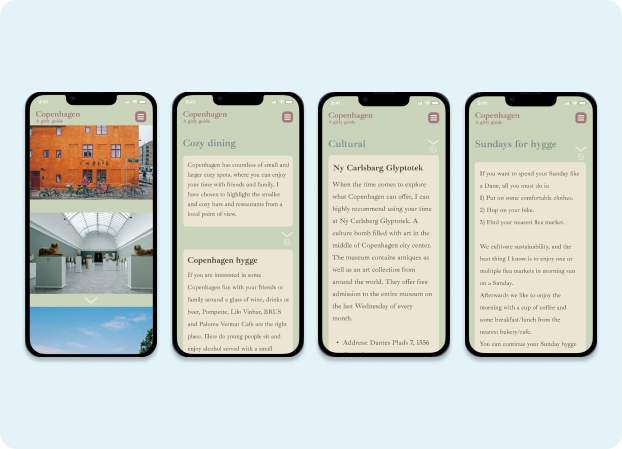 9:41
Copenhagen
A girly guide
9:41
Copenhagen
A girly guide
Cozy dining
Copenhagen has countless of small and
larger cozy spots, where you can enjoy
your time with friends and family. I
have chosen to highlight the smaller
and cozy bars and restaurants from a
local point of view.
Copenhagen hygge
If you are interested in some
Copenhagen fun with your friends or
family around a glass of wine, drinks or
beer, Pompette, Lilo Vinbar, BRUS
and Paloma Vermut Cafe are the right
place. Here do young people sit and
enjoy alcohol served with a small
9:41
Copenhagen
A girly guide
Cultural
Ny Carlsbarg Glyptotek
When the time comes to explore
what Copenhagen can offer, I can
highly recommend using your time
at Ny Carlsberg Glyptotek. A
culture bomb filled with art in the
middle of Copenhagen city center.
The museum contains antiques as
well as an art collection from
around the world. They offer free
admission to the entire museum on
the last Wednesday of every
month.
• Address: Dantes Plads 7, 1556
9:41
Copenhagen
A girly guide
Sundays for hygge
If you want to spend your Sunday like
a Dane, all you must do is:
1) Put on some comfortable clothes.
2) Hop on your bike.
3) Find your nearest flea market.
We cultivate sustainability, and the
best thing I know is to enjoy one or
multiple flea markets in morning sun
on a Sunday.
Afterwards we like to enjoy the
morning with a cup of coffee and
some breakfast/lunch from the
nearest bakery/cafe.
You can continue your Sunday hygge